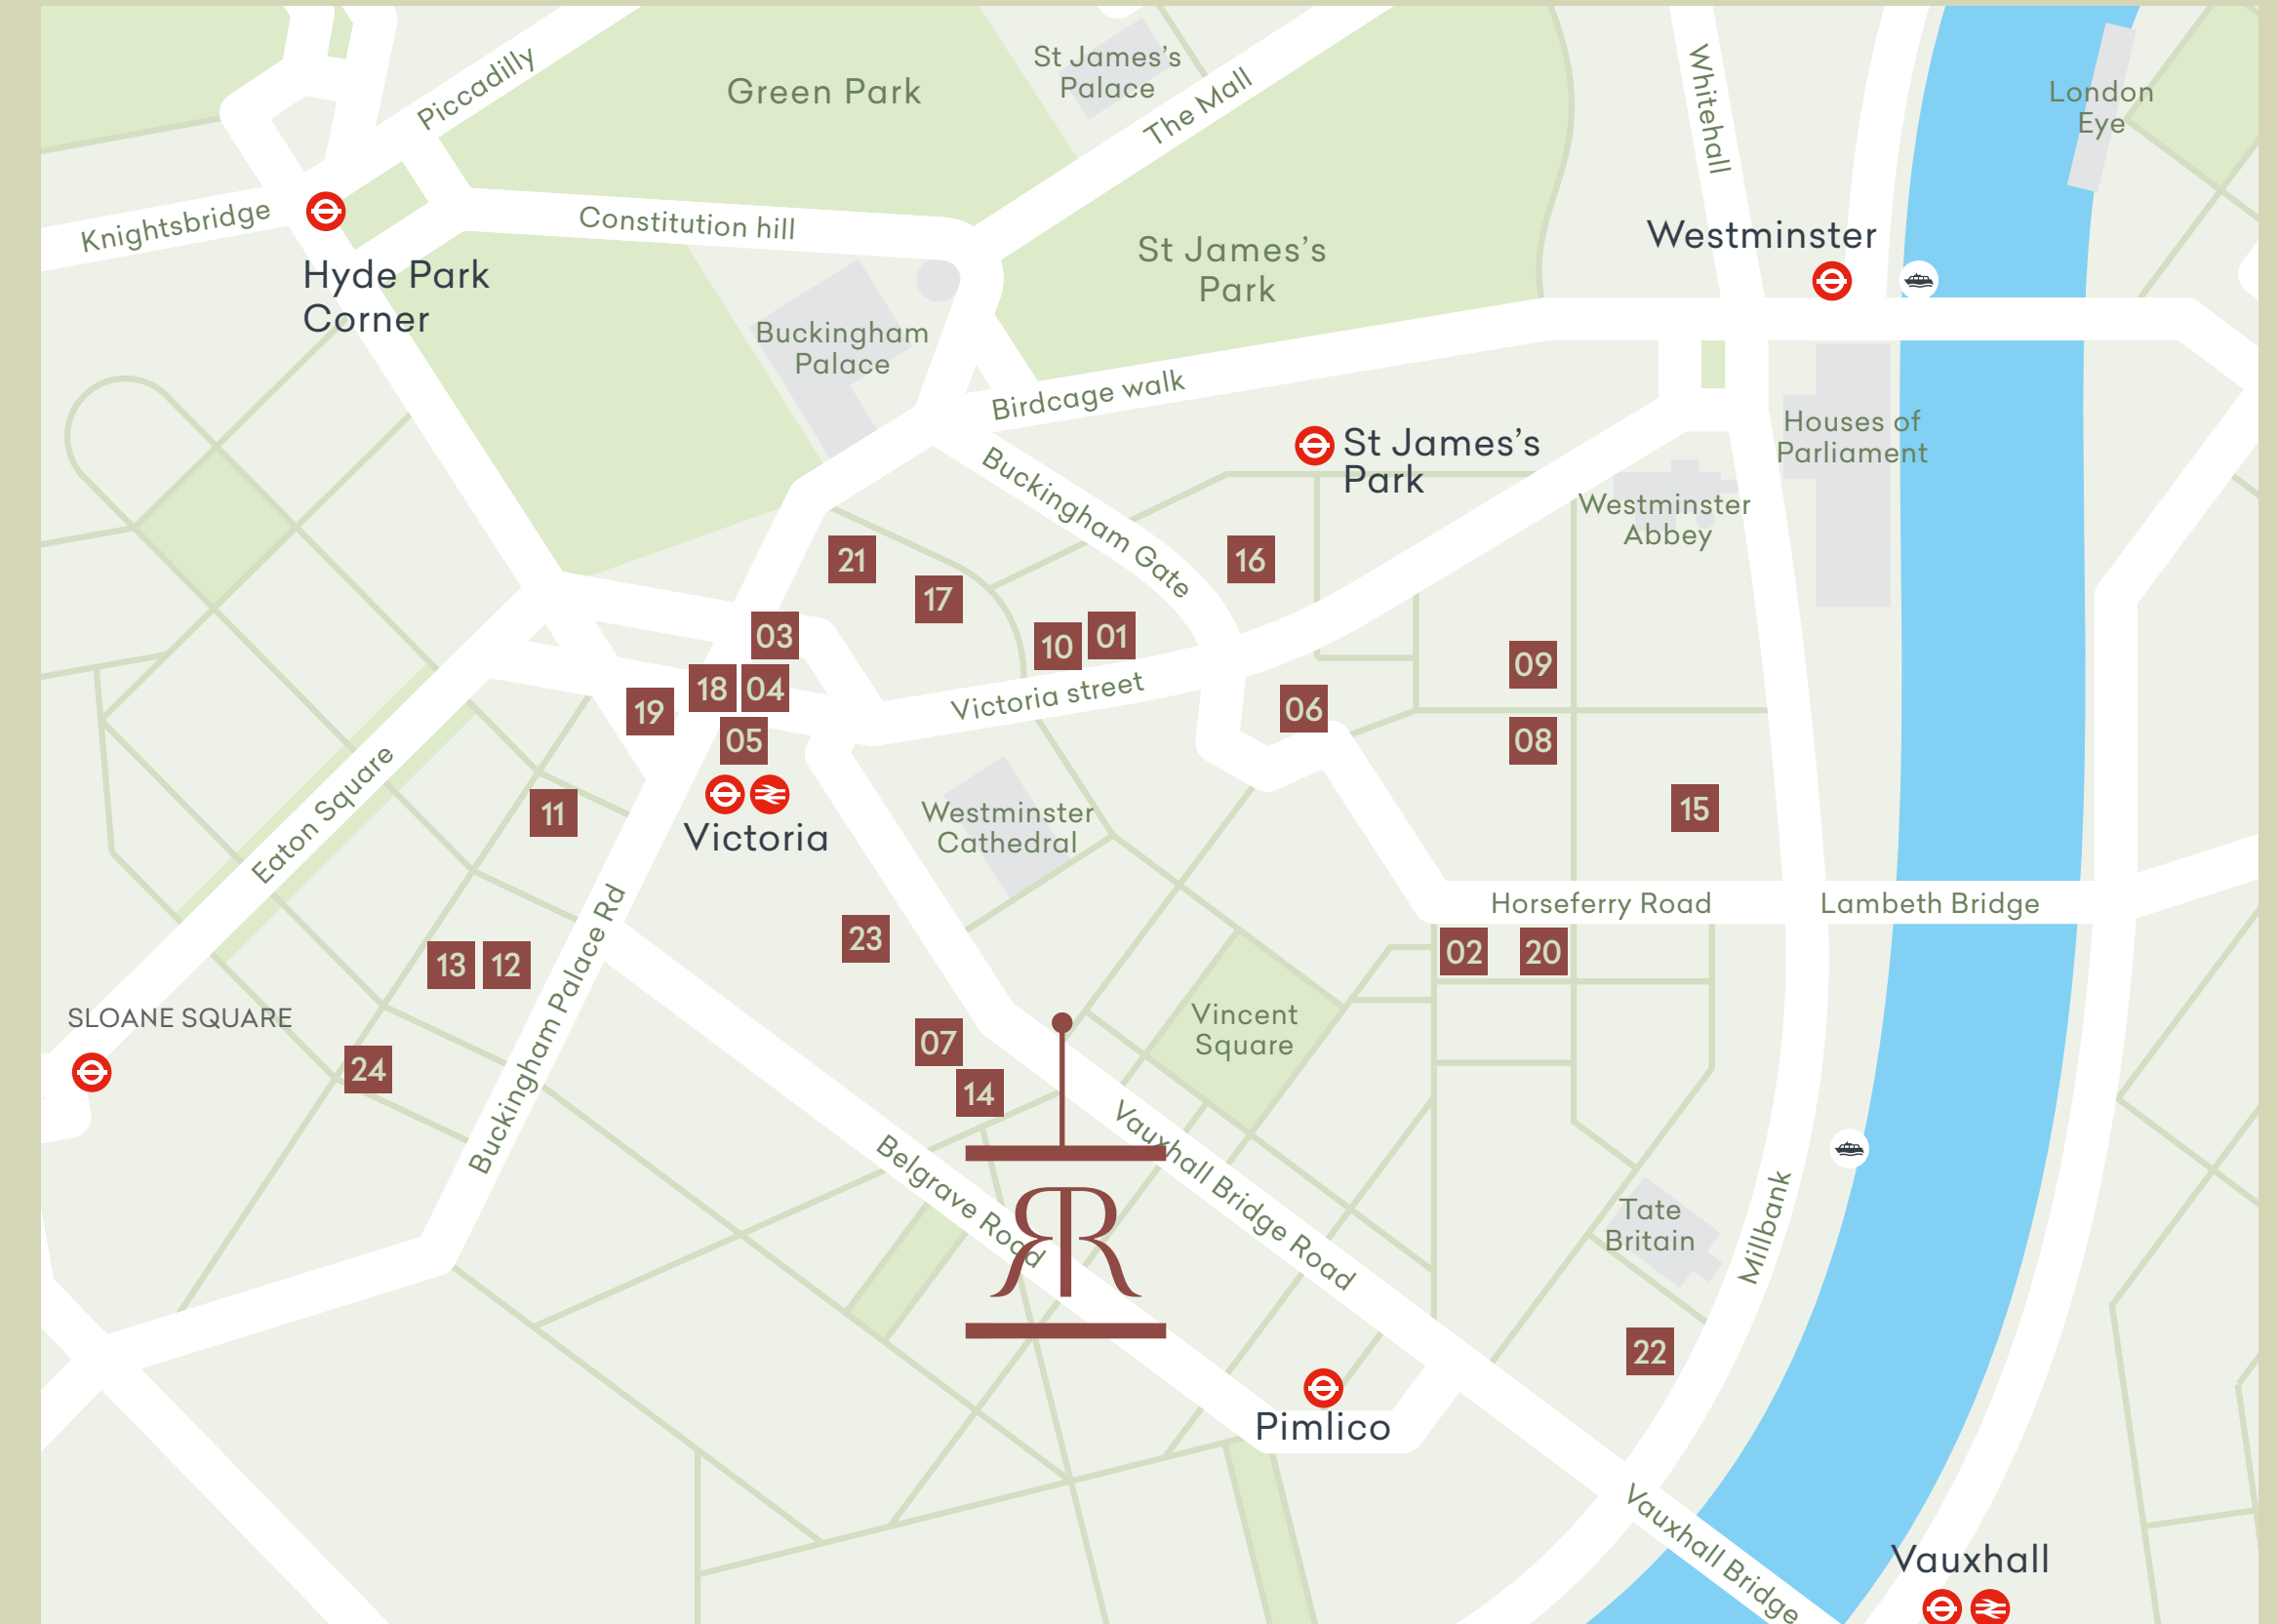 Piccadilly
Green Park
St James's
Palace
The Mall
Whitehall
London
Eye
Knightsbridge
Constitution hill
St James's
Park
Westminster
Hyde Park
Corner
Buckingham
Palace
Birdcage walk
St James's
Park
Houses of
Parliament
Buckingham Gate
Westminster
Abbey
21
16
17
03
10
01
09
18
04
19
Victoria street
06
05
08
Eaton Square
11
Victoria
Westminster
Cathedral
15
Horseferry Road
Lambeth Bridge
Buckingham Palace Rd
23
13
12
02
20
SLOANE SQUARE
Vincent
Square
07
24
14
Belgrave Road
Vauxhall Bridge Road
RR
Tate
Britain
Millbank
22
Pimlico
Vauxhall Bridge
Vauxhall